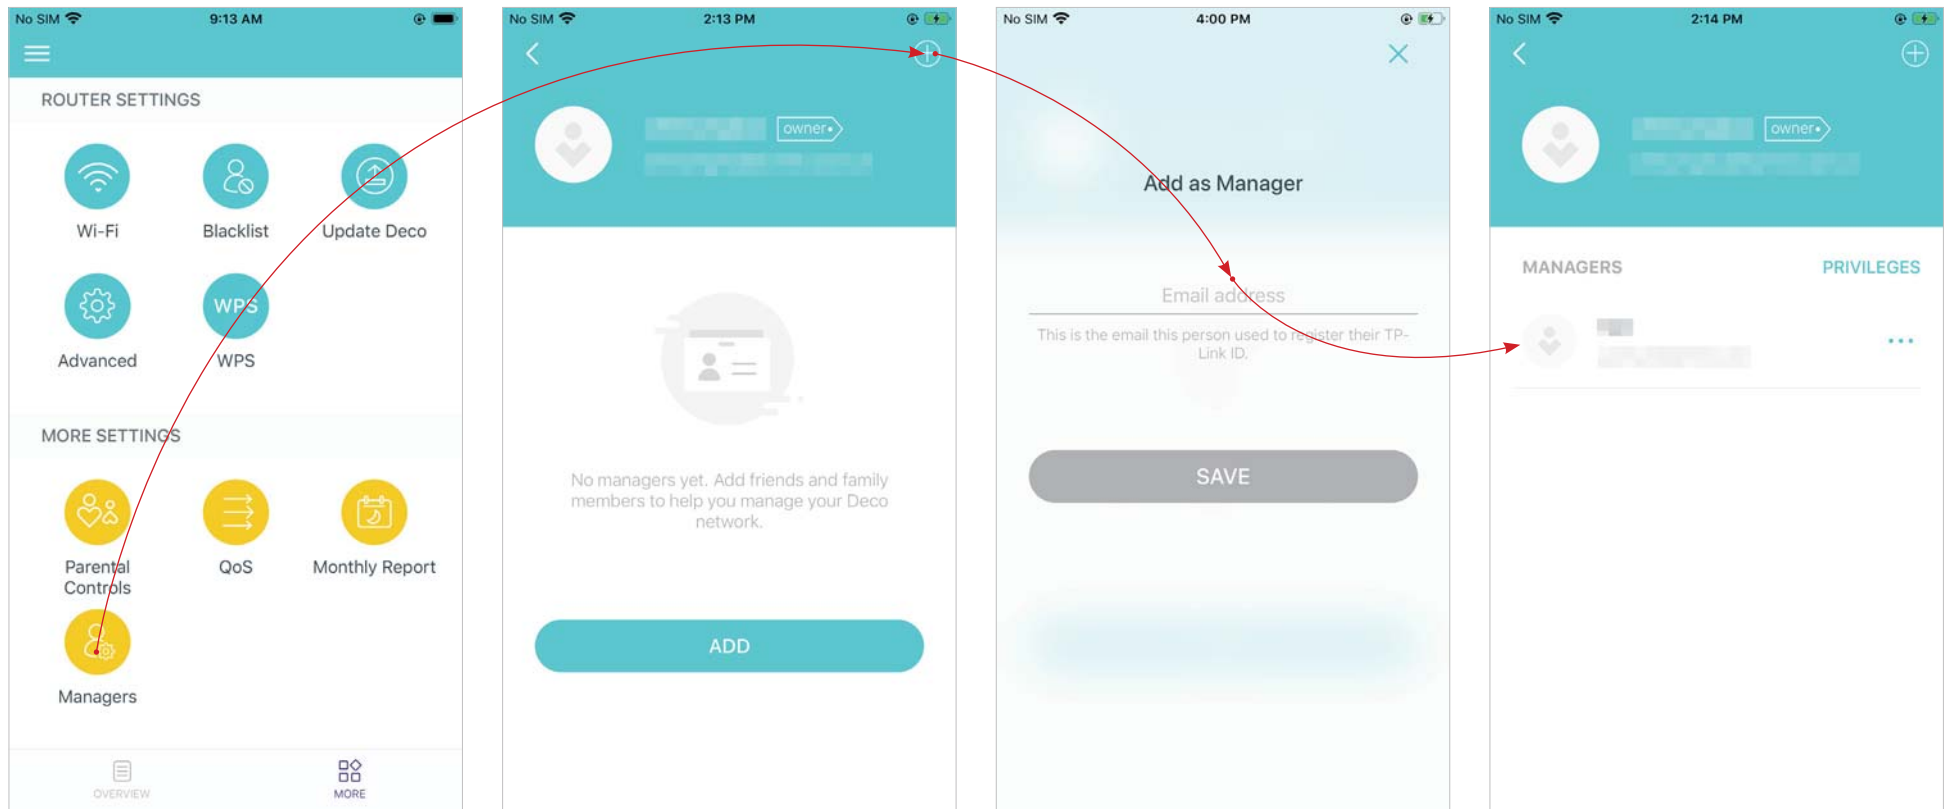 No SIM 9:13 AM
ROUTER SETTINGS
Wi-Fi Blacklist Update Deco
WPS
Advanced WPS
MORE SETTINGS
Parental
Controls QoS Monthly Report
Managers
OVERVIEW MORE
No SIM 2:13 PM
owner
No managers yet. Add friends and family
members to help you manage your Deco
network.
ADD
No SIM 4:00 PM
Add as Manager
Email address
This is the email this person used to register their TP-
Link ID.
SAVE
No SIM 2:14 PM
owner
MANAGERS PRIVILEGES